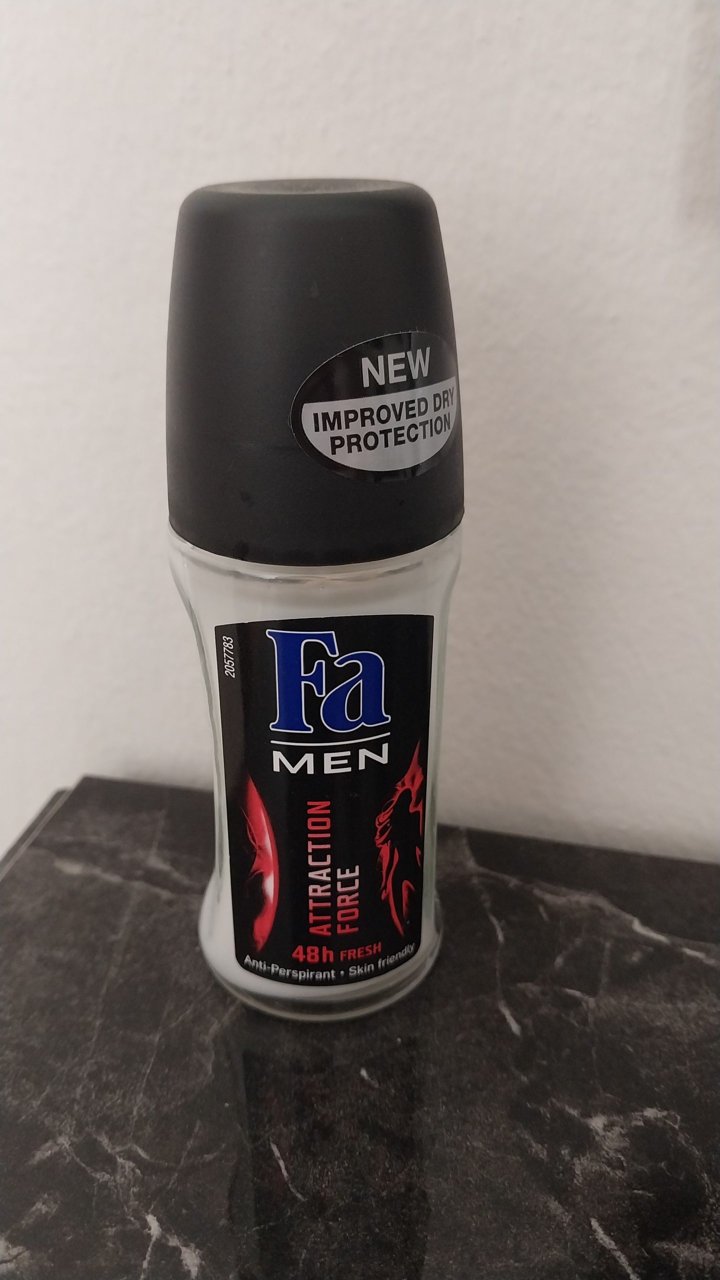 NEW
IMPROVED DRY
PROTECTION
2057783
Fa
MEN
ATTRACTION
FORCE
48h FRESH
Anti-Perspirant • Skin friendly